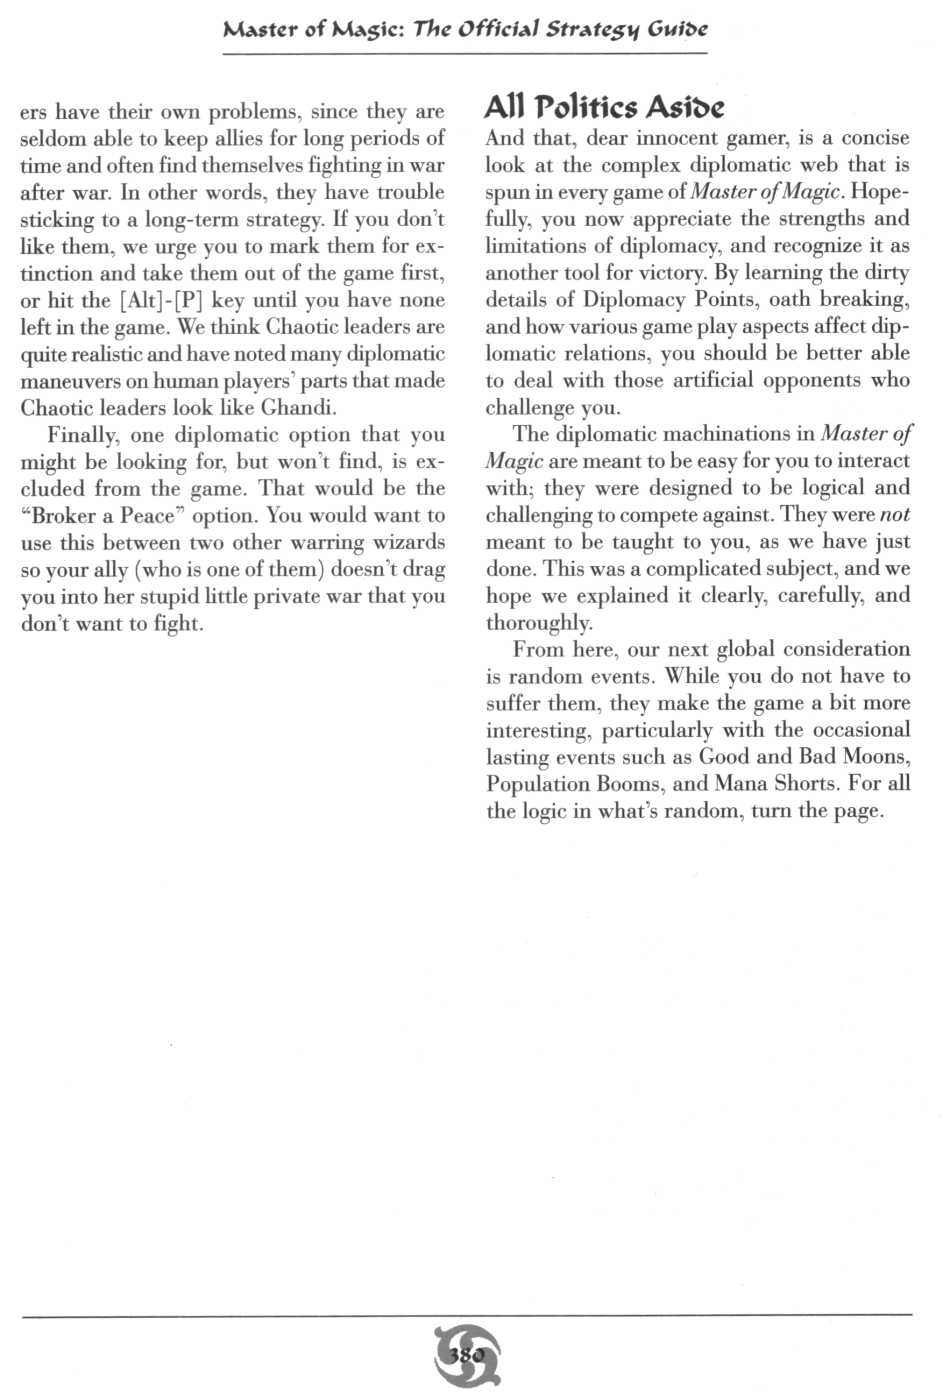 Master of Magic: The Official Strategy Guide
ers have their own problems, since they are
seldom able to keep allies for long periods of
time and often find themselves fighting in war
after war. In other words, they have trouble
sticking to a long-term strategy. If you don't
like them, we urge you to mark them for ex-
tinction and take them out of the game first,
or hit the [Alt]-[P] key until you have none
left in the game. We think Chaotic leaders are
quite realistic and have noted many diplomatic
maneuvers on human players' parts that made
Chaotic leaders look like Ghandi.
Finally, one diplomatic option that you
might be looking for, but won't find, is ex-
cluded from the game. That would be the
“Broker a Peace” option. You would want to
use this between two other warring wizards
so your ally (who is one of them) doesn't drag
you into her stupid little private war that you
don't want to fight.
All Politics Aside
And that, dear innocent gamer, is a concise
look at the complex diplomatic web that is
spun in every game of Master of Magic. Hope-
fully, you now appreciate the strengths and
limitations of diplomacy, and recognize it as
another tool for victory. By learning the dirty
details of Diplomacy Points, oath breaking,
and how various game play aspects affect dip-
lomatic relations, you should be better able
to deal with those artificial opponents who
challenge you.
The diplomatic machinations in Master of
Magic are meant to be easy for you to interact
with; they were designed to be logical and
challenging to compete against. They were not
meant to be taught to you, as we have just
done. This was a complicated subject, and we
hope we explained it clearly, carefully, and
thoroughly.
From here, our next global consideration
is random events. While you do not have to
suffer them, they make the game a bit more
interesting, particularly with the occasional
lasting events such as Good and Bad Moons,
Population Booms, and Mana Shorts. For all
the logic in what's random, turn the page.
380